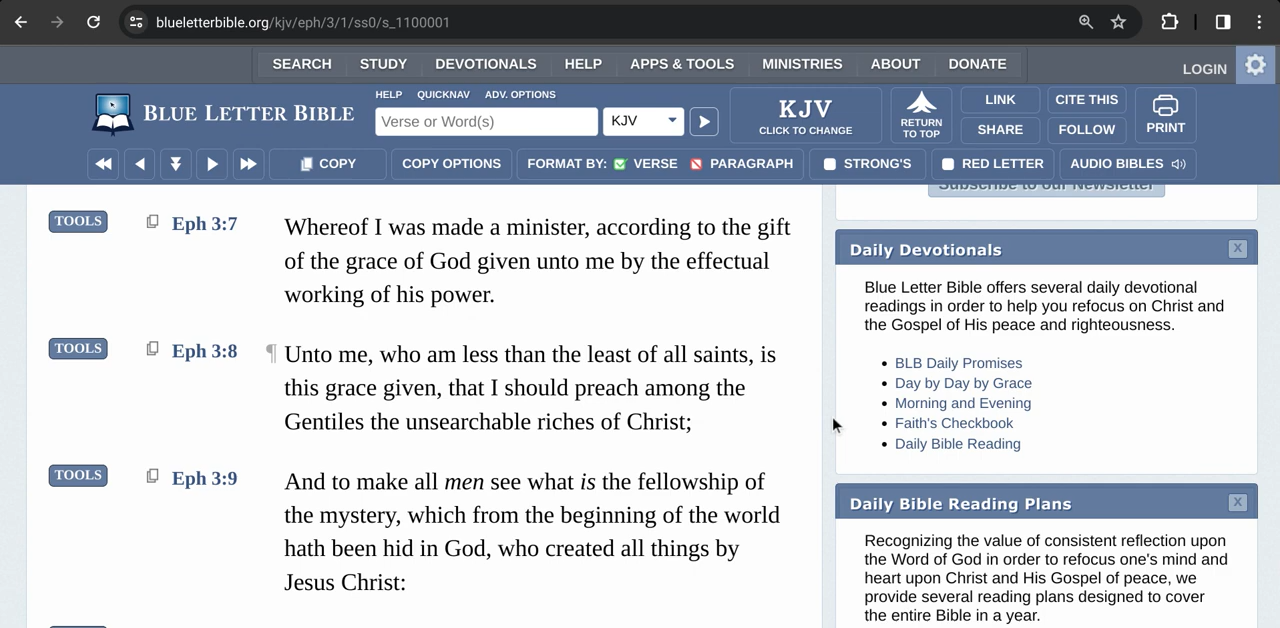 blueletterbible.org/kjv/eph/3/1/ss0/s_1100001
SEARCH STUDY DEVOTIONALS HELP APPS & TOOLS MINISTRIES ABOUT DONATE LOGIN
HELP QUICKNAV ADV. OPTIONS
BLUE LETTER BIBLE
Verse or Word(s)
KJV
KJV
CLICK TO CHANGE
RETURN
TO TOP
LINK
CITE THIS
SHARE
FOLLOW
PRINT
COPY COPY OPTIONS FORMAT BY: VERSE PARAGRAPH STRONG'S RED LETTER AUDIO BIBLES
TOOLS Eph 3:7 Whereof I was made a minister, according to the gift
of the grace of God given unto me by the effectual
working of his power.
TOOLS Eph 3:8 ¶ Unto me, who am less than the least of all saints, is
this grace given, that I should preach among the
Gentiles the unsearchable riches of Christ;
TOOLS Eph 3:9 And to make all men see what is the fellowship of
the mystery, which from the beginning of the world
hath been hid in God, who created all things by
Jesus Christ:
Subscribe to our Newsletter
Daily Devotionals X
Blue Letter Bible offers several daily devotional
readings in order to help you refocus on Christ and
the Gospel of His peace and righteousness.
• BLB Daily Promises
• Day by Day by Grace
• Morning and Evening
• Faith's Checkbook
• Daily Bible Reading
Daily Bible Reading Plans X
Recognizing the value of consistent reflection upon
the Word of God in order to refocus one's mind and
heart upon Christ and His Gospel of peace, we
provide several reading plans designed to cover
the entire Bible in a year.